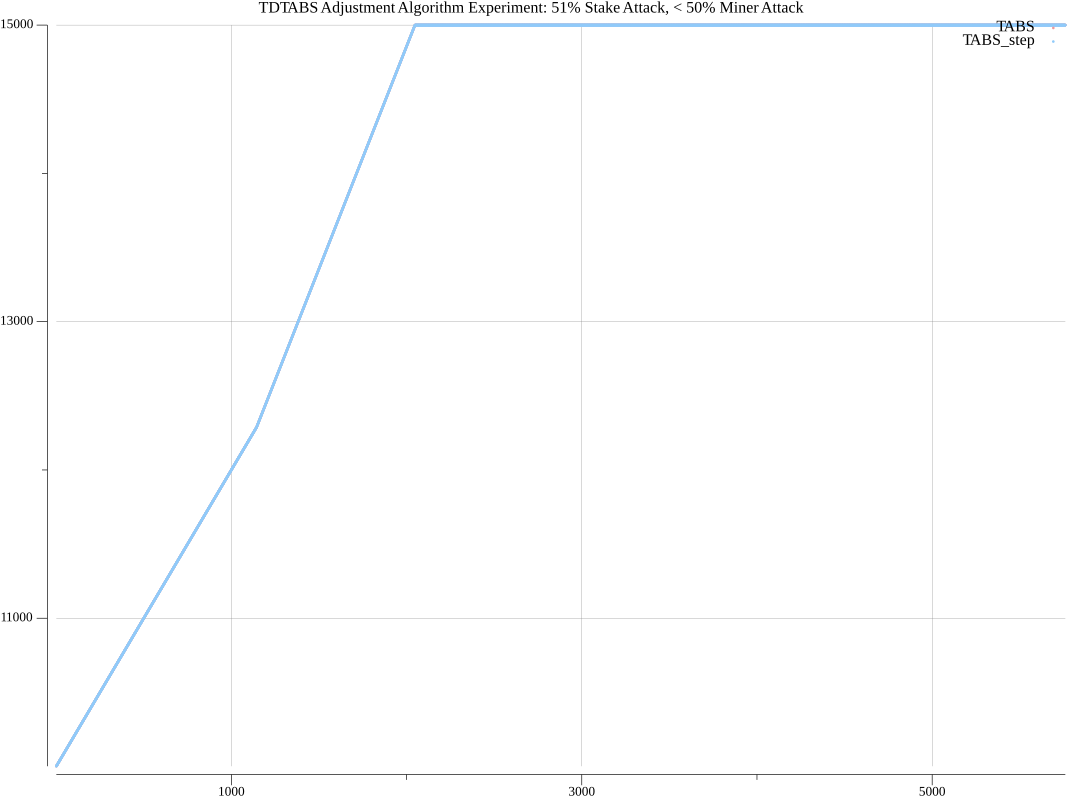 TDTABS Adjustment Algorithm Experiment: 51% Stake Attack, < 50% Miner Attack
15000
TABS
TABS_step
13000
11000
1000
3000
5000